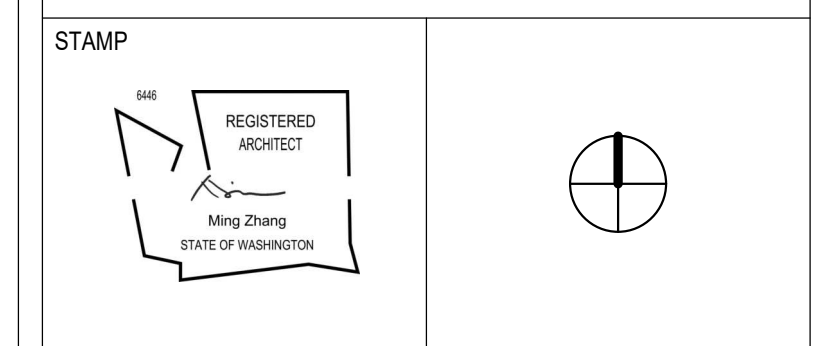 STAMP
6446
REGISTERED
ARCHITECT
Ming Zhang
STATE OF WASHINGTON